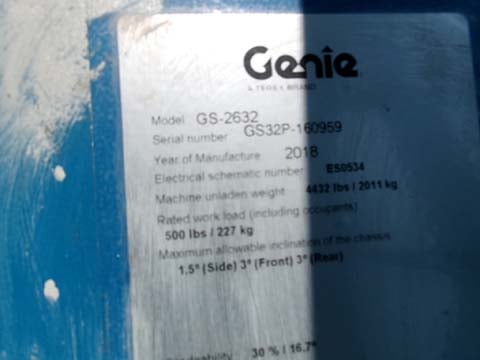 Genie
A TEREX BRAND
Model GS-2632
Serial number GS32P-160959
Year of Manufacture 2018
Electrical schematic number ES0534
Machine unladen weight 4432 lbs / 2011 kg
Rated work load (including occupants)
500 lbs / 227 kg
Maximum allowable inclination of the chassis
1.5° (Side) 3° (Front) 3° (Rear)
30 % / 16.7°